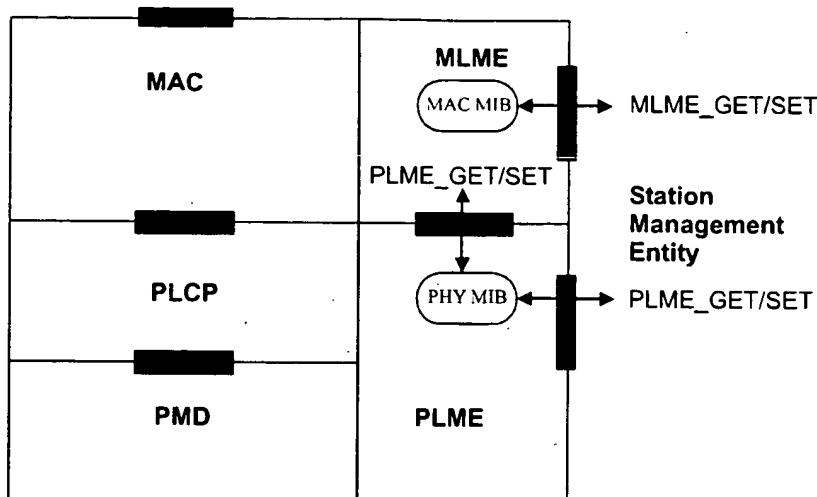 MLME
MAC
MAC MIB
MLME_GET/SET
PLME_GET/SET
Station
Management
Entity
PLCP
PHY MIB
PLME_GET/SET
PMD
PLME